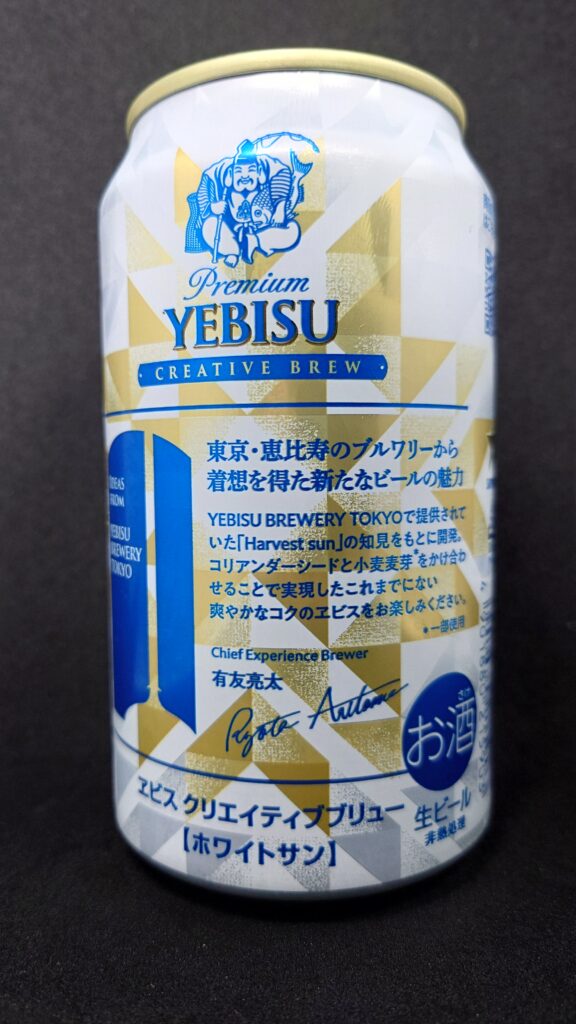 Premium
YEBISU
CREATIVE BREW
IDEAS
FROM
YEBISU
BREWERY
TOKYO
東京・恵比寿のブルワリーから
着想を得た新たなビールの魅力
YEBISU BREWERY TOKYOで提供されて
いた「Harvest sun」の知見をもとに開発。
コリアンダーシードと小麦麦芽*をかけ合わ
せることで実現したこれまでにない
爽やかなコクのヱビスをお楽しみください。
*一部使用
Chief Experience Brewer
有友亮太
Ryota Aritomo
さけ
お酒
ヱビス クリエイティブブリュー
【ホワイトサン】
生ビール
非熱処理